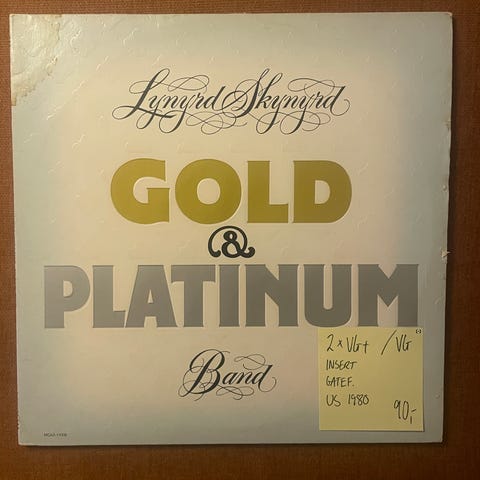 Lynyrd Skynyrd
GOLD
&
PLATINUM
Band
2 x VG+ / VG
INSERT
GATEF.
US 1980
90,-